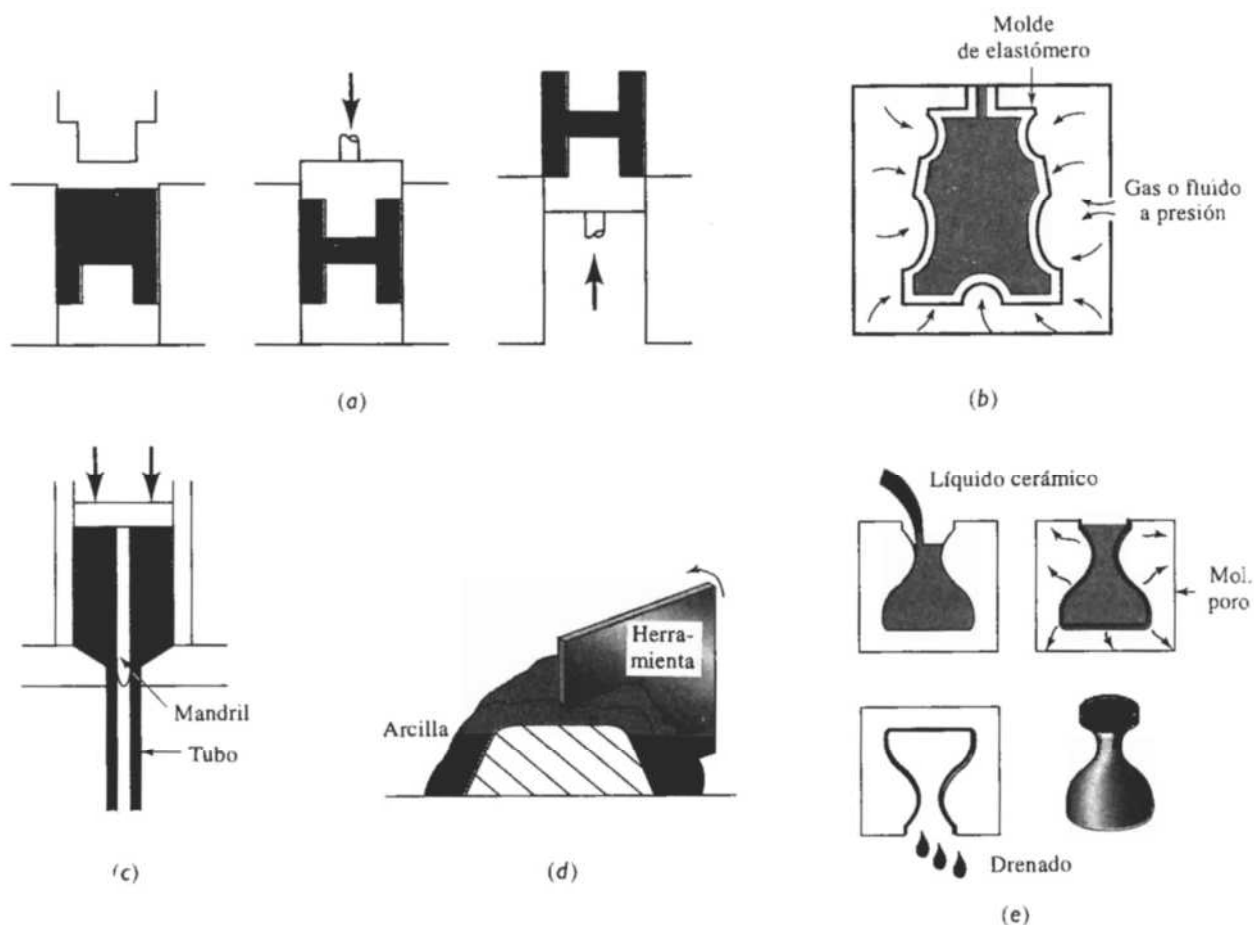 Molde
de elastómero
Gas o fluido
a presión
(a)
(b)
Líquido cerámico
Mol.
poro
Herra-
mienta
Arcilla
Mandril
Tubo
Drenado
(c)
(d)
(e)